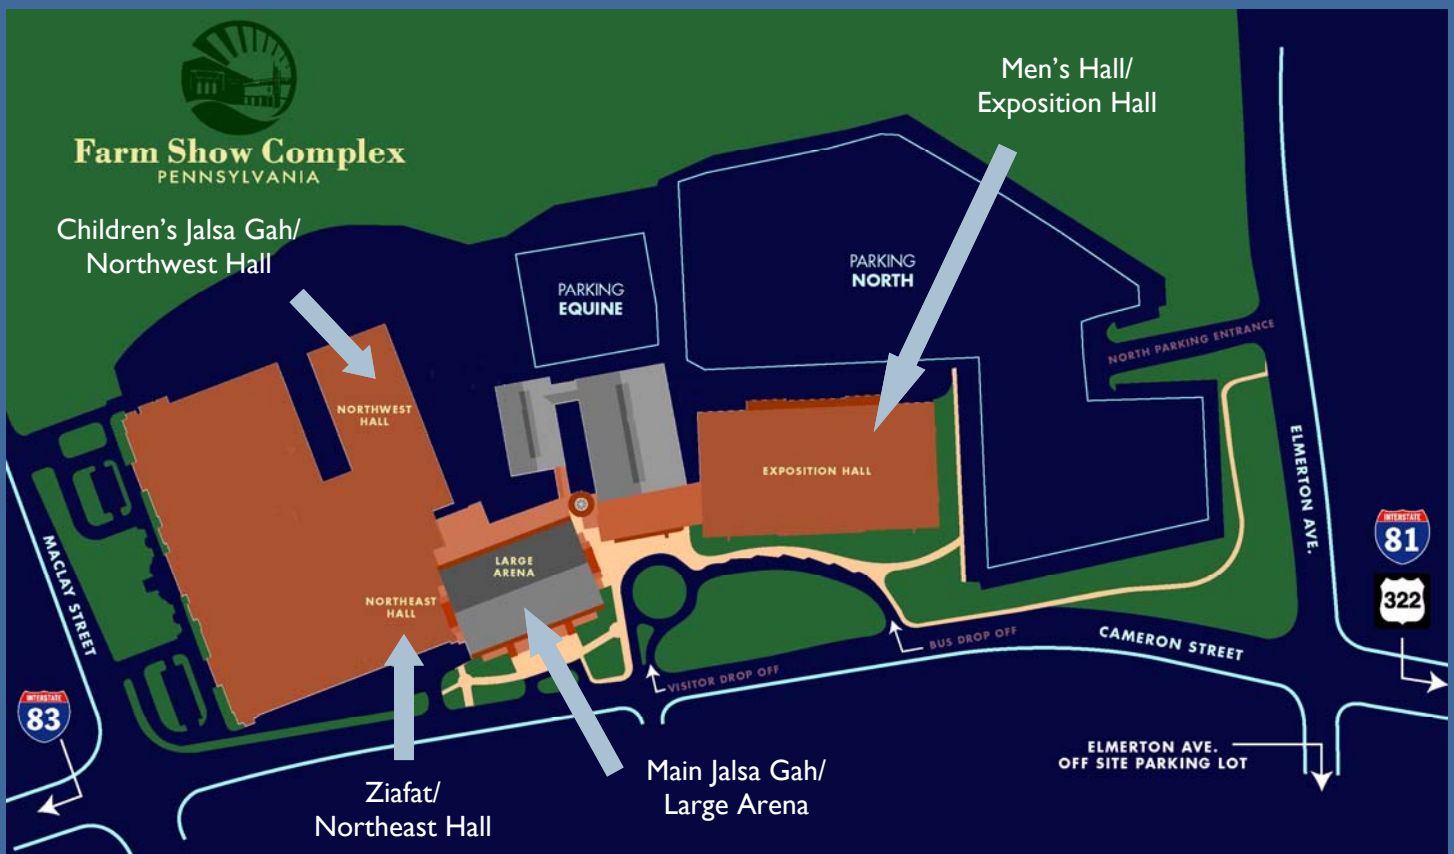 Farm Show Complex
PENNSYLVANIA
Men's Hall/
Exposition Hall
Children's Jalsa Gah/
Northwest Hall
PARKING
EQUINE
PARKING
NORTH
NORTH PARKING ENTRANCE
NORTHWEST
HALL
EXPOSITION HALL
ELMERTON AVE.
INTERSTATE
81
322
MACLAY STREET
LARGE
ARENA
NORTHEAST
HALL
BUS DROP OFF
CAMERON STREET
VISITOR DROP OFF
INTERSTATE
83
ELMERTON AVE.
OFF SITE PARKING LOT
Ziafat/
Northeast Hall
Main Jalsa Gah/
Large Arena